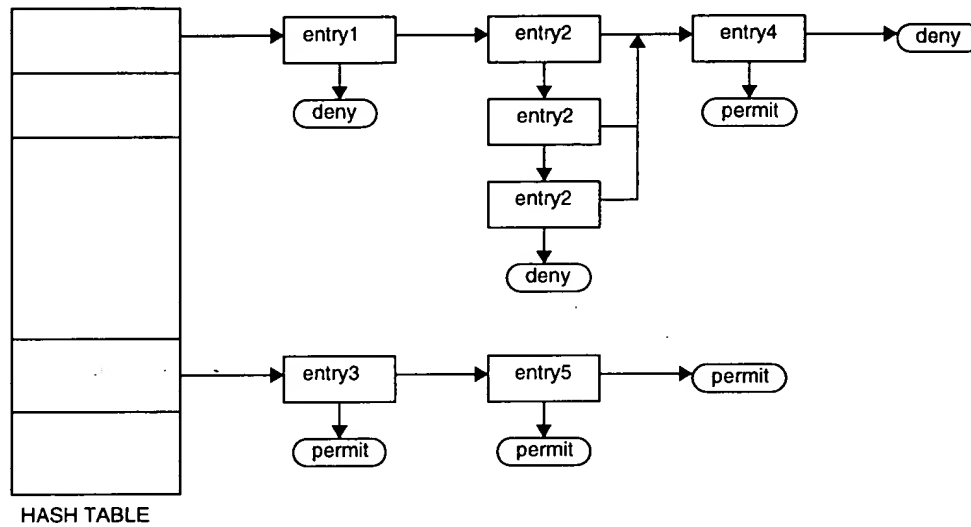 entry1
entry2
entry4
deny
deny
entry2
permit
entry2
deny
entry3
entry5
permit
permit
permit
HASH TABLE